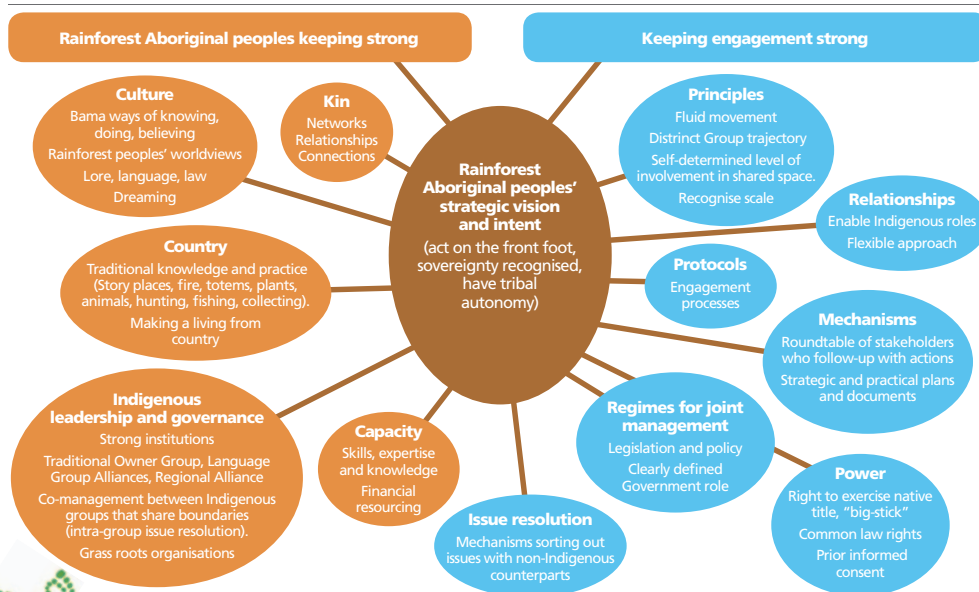 Rainforest Aboriginal peoples keeping strong
Keeping engagement strong
Culture
Bama ways of knowing,
doing, believing
Rainforest peoples' worldviews
Lore, language, law
Dreaming
Kin
Networks
Relationships
Connections
Country
Traditional knowledge and practice
(Story places, fire, totems, plants,
animals, hunting, fishing, collecting).
Making a living from
country
Indigenous
leadership and governance
Strong institutions
Traditional Owner Group, Language
Group Alliances, Regional Alliance
Co-management between Indigenous
groups that share boundaries
(intra-group issue resolution).
Grass roots organisations
Capacity
Skills, expertise
and knowledge
Financial
resourcing
Rainforest
Aboriginal peoples'
strategic vision
and intent
(act on the front foot,
sovereignty recognised,
have tribal
autonomy)
Principles
Fluid movement
Distrinct Group trajectory
Self-determined level of
involvement in shared space.
Recognise scale
Relationships
Enable Indigenous roles
Flexible approach
Protocols
Engagement
processes
Mechanisms
Roundtable of stakeholders
who follow-up with actions
Strategic and practical plans
and documents
Regimes for joint
management
Legislation and policy
Clearly defined
Government role
Power
Right to exercise native
title, "big-stick"
Common law rights
Prior informed
consent
Issue resolution
Mechanisms sorting out
issues with non-Indigenous
counterparts